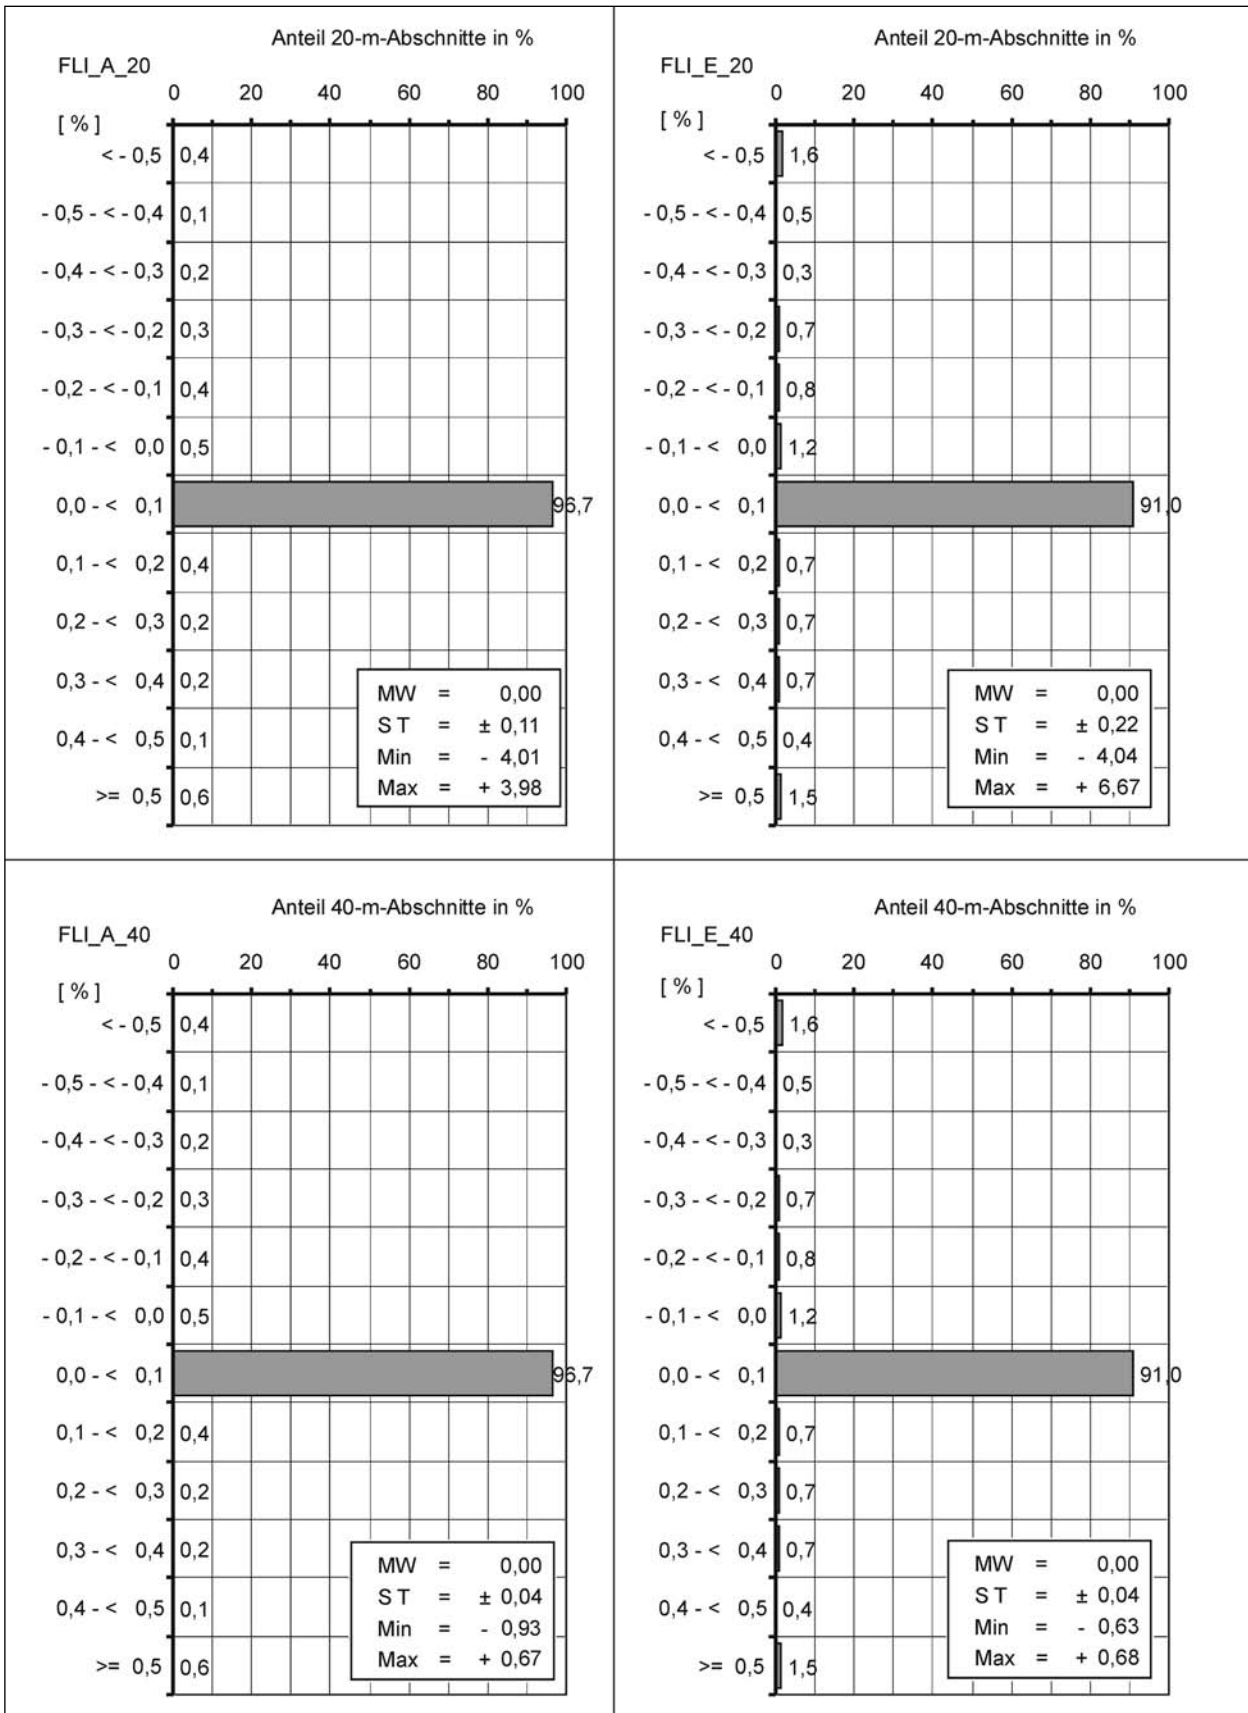 Anteil 20-m-Abschnitte in %
FLI_A_20
0 20 40 60 80 100
[ % ]
< - 0,5 0,4
- 0,5 - < - 0,4 0,1
- 0,4 - < - 0,3 0,2
- 0,3 - < - 0,2 0,3
- 0,2 - < - 0,1 0,4
- 0,1 - < 0,0 0,5
0,0 - < 0,1 96,7
0,1 - < 0,2 0,4
0,2 - < 0,3 0,2
0,3 - < 0,4 0,2
0,4 - < 0,5 0,1
>= 0,5 0,6
MW = 0,00
S T = ± 0,11
Min = - 4,01
Max = + 3,98
Anteil 20-m-Abschnitte in %
FLI_E_20
0 20 40 60 80 100
[ % ]
< - 0,5 1,6
- 0,5 - < - 0,4 0,5
- 0,4 - < - 0,3 0,3
- 0,3 - < - 0,2 0,7
- 0,2 - < - 0,1 0,8
- 0,1 - < 0,0 1,2
0,0 - < 0,1 91,0
0,1 - < 0,2 0,7
0,2 - < 0,3 0,7
0,3 - < 0,4 0,7
0,4 - < 0,5 0,4
>= 0,5 1,5
MW = 0,00
S T = ± 0,22
Min = - 4,04
Max = + 6,67
Anteil 40-m-Abschnitte in %
FLI_A_40
0 20 40 60 80 100
[ % ]
< - 0,5 0,4
- 0,5 - < - 0,4 0,1
- 0,4 - < - 0,3 0,2
- 0,3 - < - 0,2 0,3
- 0,2 - < - 0,1 0,4
- 0,1 - < 0,0 0,5
0,0 - < 0,1 96,7
0,1 - < 0,2 0,4
0,2 - < 0,3 0,2
0,3 - < 0,4 0,2
0,4 - < 0,5 0,1
>= 0,5 0,6
MW = 0,00
S T = ± 0,04
Min = - 0,93
Max = + 0,67
Anteil 40-m-Abschnitte in %
FLI_E_40
0 20 40 60 80 100
[ % ]
< - 0,5 1,6
- 0,5 - < - 0,4 0,5
- 0,4 - < - 0,3 0,3
- 0,3 - < - 0,2 0,7
- 0,2 - < - 0,1 0,8
- 0,1 - < 0,0 1,2
0,0 - < 0,1 91,0
0,1 - < 0,2 0,7
0,2 - < 0,3 0,7
0,3 - < 0,4 0,7
0,4 - < 0,5 0,4
>= 0,5 1,5
MW = 0,00
S T = ± 0,04
Min = - 0,63
Max = + 0,68